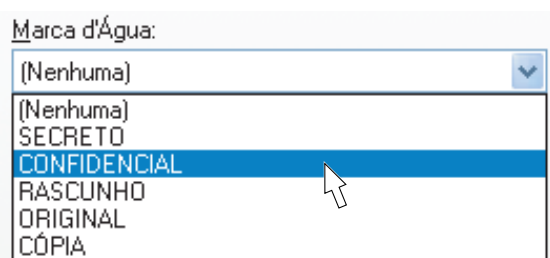 Marca d'Água:
(Nenhuma)
(Nenhuma)
SECRETO
CONFIDENCIAL
RASCUNHO
ORIGINAL
CÓPIA